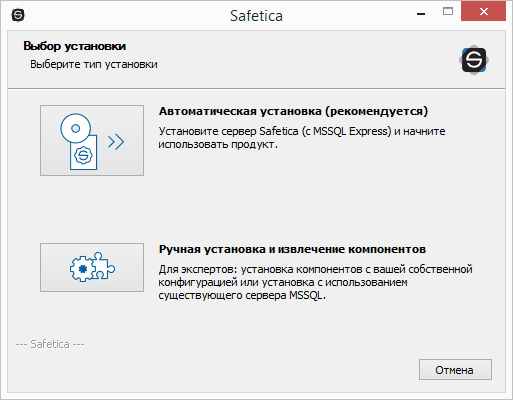 Safetica
Выбор установки
Выберите тип установки
Автоматическая установка (рекомендуется)
Установите сервер Safetica (с MSSQL Express) и начните
использовать продукт.
Ручная установка и извлечение компонентов
Для экспертов: установка компонентов с вашей собственной
конфигурацией или установка с использованием
существующего сервера MSSQL.
--- Safetica ---
Отмена